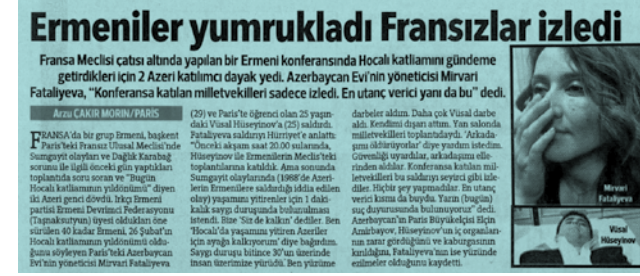 Ermeniler yumrukladı Fransızlar izledi
Fransa Meclisi çatısı altında yapılan bir Ermeni konferansında Hocalı katliamını gündeme
getirdikleri için 2 Azeri katılımcı dayak yedi. Azerbaycan Evi'nin yöneticisi Mirvari
Fataliyeva, “Konferansa katılan milletvekilleri sadece izledi. En utanç verici yanı da bu” dedi.
Arzu ÇAKIR MORIN/PARİS
FRANSA'da bir grup Ermeni, başkent
Paris'teki Fransız Ulusal Meclisi'nde
Sumgayit olayları ve Dağlık Karabağ
sorunu ile ilgili önceki gün yaptıkları
toplantıda soru soran ve “Bugün
Hocalı katliamının yıldönümü” diyen
iki Azeri genci dövdü. Irkçı Ermeni
partisi Ermeni Devrimci Federasyonu
(Taşnaksutyun) üyesi oldukları öne
sürülen 40 kadar Ermeni, 26 Şubat'ın
Hocalı katliamının yıldönümü oldu-
ğunu söyleyen Paris'teki Azerbaycan
Evi'nin yöneticisi Mirvari Fataliyeva
(29) ve Paris'te öğrenci olan 25 yaşın-
daki Vüsal Hüseyinov'a (25) saldırdı.
Fataliyeva saldırıyı Hürriyet'e anlattı:
“Önceki akşam saat 20.00 sularında,
Hüseyinov ile Ermenilerin Meclis'teki
toplantılarına katıldık. Ama sonunda
Sumgayit olaylarında (1988'de Azeri-
lerin Ermenilere saldırdığı iddia edilen
olay) yaşamını yitirenler için 1 daki-
kalık saygı duruşunda bulunulması
istendi. Bize ‘Siz de kalkın’ dediler. Ben
‘Hocalı'da yaşamını yitiren Azeriler
için ayağa kalkıyorum’ diye bağırdım.
Saygı duruşu bitince 30'un üzerinde
insan üzerimize yürüdü. Ben yüzüme
darbeler aldım. Daha çok Vüsal darbe
aldı. Kendimi dışarı attım. Yan salonda
milletvekilleri toplantıdaydı. ‘Arkada-
şımı öldürüyorlar’ diye yardım istedim.
Güvenliği uyardılar, arkadaşımı elle-
rinden aldılar. Konferansa katılan mil-
letvekilleri bu saldırıyı seyirci gibi izle-
diler. Hiçbir şey yapmadılar. En utanç
verici kısmı da buydu. Yarın (bugün)
suç duyurusunda bulunuyoruz” dedi.
Azerbaycan'ın Paris Büyükelçisi Elçin
Amirbayov, Hüseyinov'un iç organları-
nın zarar gördüğünü ve kaburgasının
kırıldığını, Fataliyeva'nın ise yüzünde
ezilmeler olduğunu kaydetti.
Mirvari
Fataliyeva
Vüsal
Hüseyinov